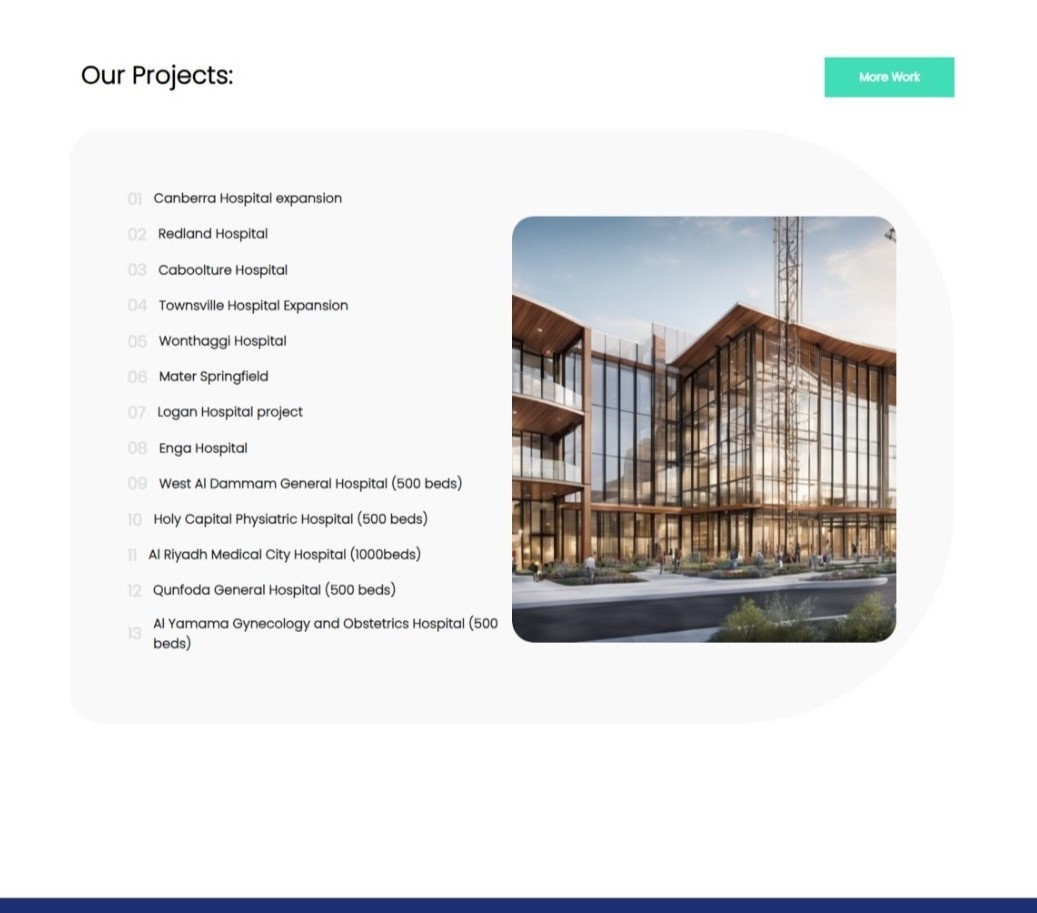 Our Projects:
More Work
01 Canberra Hospital expansion
02 Redland Hospital
03 Caboolture Hospital
04 Townsville Hospital Expansion
05 Wonthaggi Hospital
06 Mater Springfield
07 Logan Hospital project
08 Enga Hospital
09 West Al Dammam General Hospital (500 beds)
10 Holy Capital Physiatric Hospital (500 beds)
11 Al Riyadh Medical City Hospital (1000beds)
12 Qunfoda General Hospital (500 beds)
13 Al Yamama Gynecology and Obstetrics Hospital (500
beds)